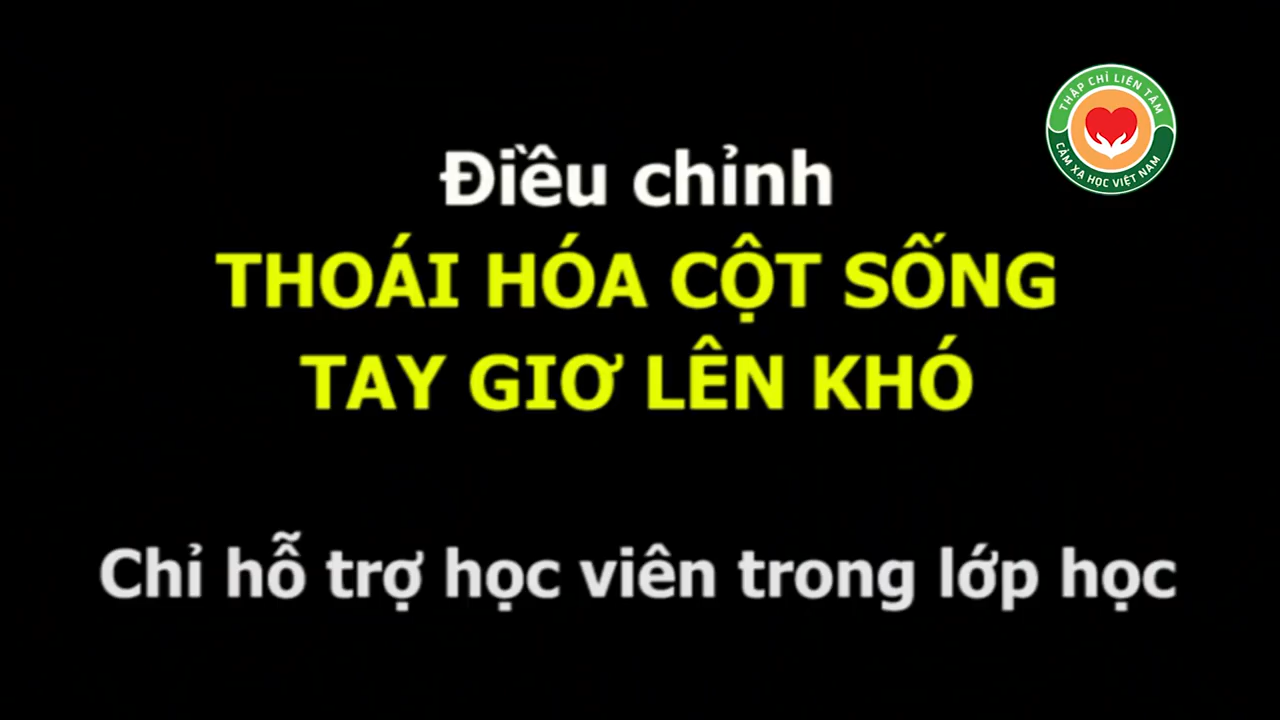 THẬP CHỈ LIÊN TÂM
CẢM XẠ HỌC VIỆT NAM
Điều chỉnh
THOÁI HÓA CỘT SỐNG
TAY GIƠ LÊN KHÓ
Chỉ hỗ trợ học viên trong lớp học